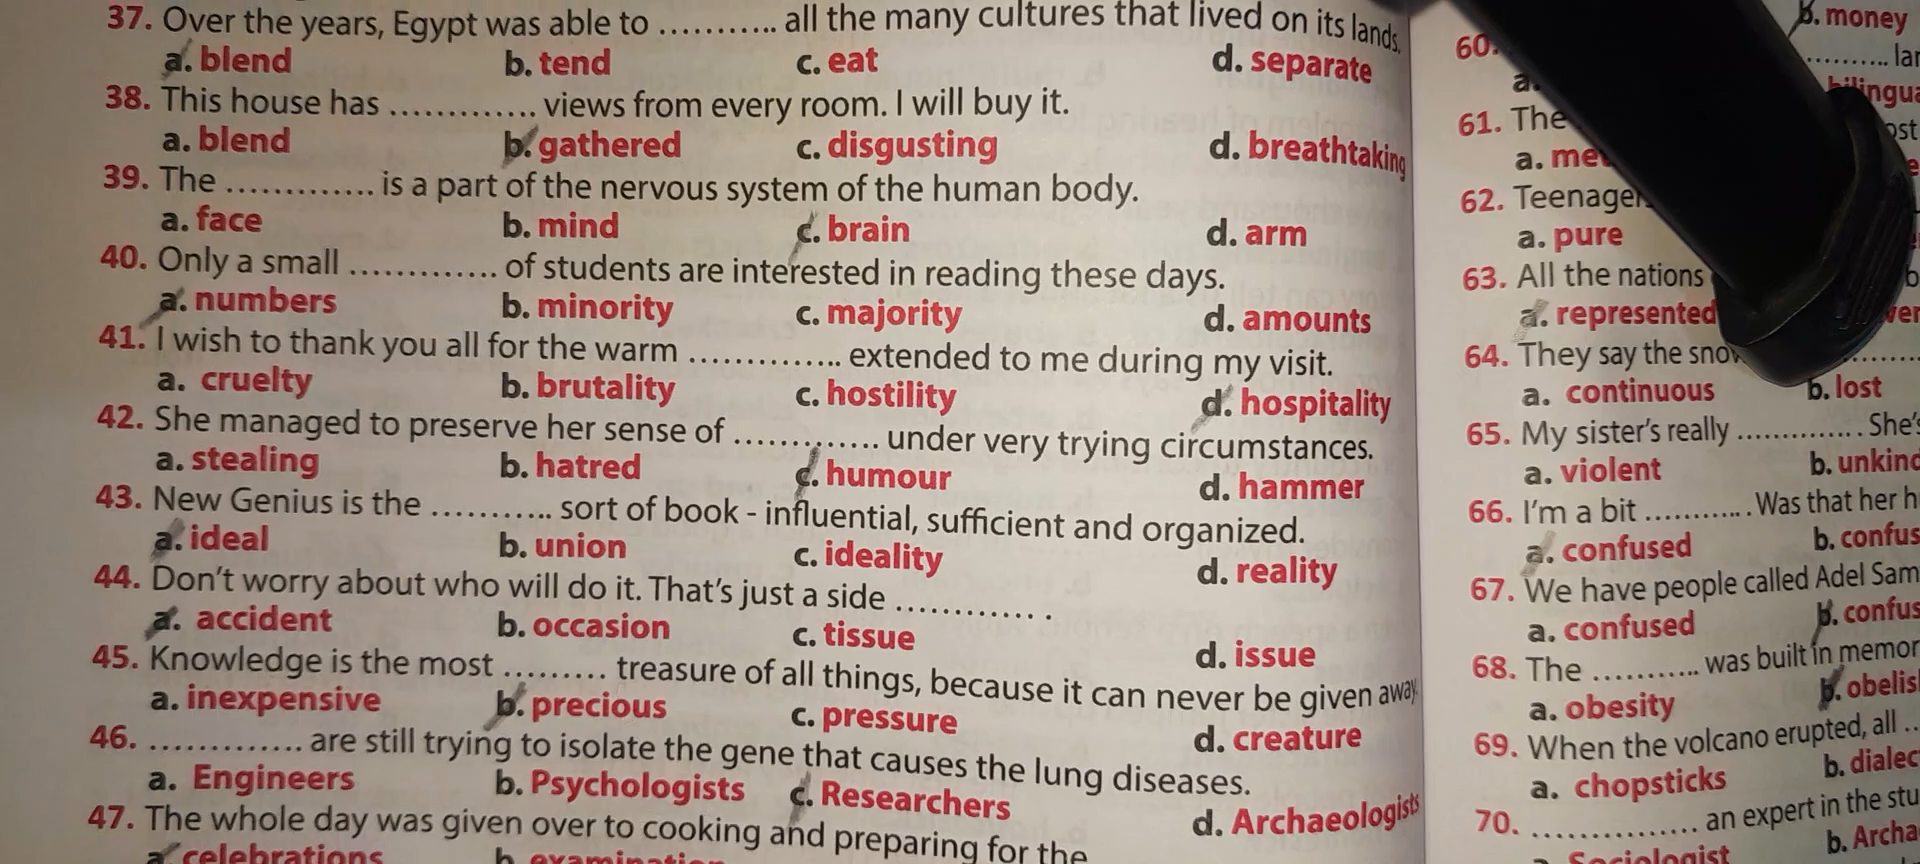 37. Over the years, Egypt was able to ........... all the many cultures that lived on its lands.
a. blend b. tend c. eat d. separate
38. This house has ............. views from every room. I will buy it.
a. blend b. gathered c. disgusting d. breathtaking
39. The ............. is a part of the nervous system of the human body.
a. face b. mind c. brain d. arm
40. Only a small ............. of students are interested in reading these days.
a. numbers b. minority c. majority d. amounts
41. I wish to thank you all for the warm ............. extended to me during my visit.
a. cruelty b. brutality c. hostility d. hospitality
42. She managed to preserve her sense of ............. under very trying circumstances.
a. stealing b. hatred c. humour d. hammer
43. New Genius is the ........... sort of book - influential, sufficient and organized.
a. ideal b. union c. ideality d. reality
44. Don't worry about who will do it. That's just a side ............. .
a. accident b. occasion c. tissue d. issue
45. Knowledge is the most ......... treasure of all things, because it can never be given away.
a. inexpensive b. precious c. pressure d. creature
46. ............. are still trying to isolate the gene that causes the lung diseases.
a. Engineers b. Psychologists c. Researchers d. Archaeologists
47. The whole day was given over to cooking and preparing for the
a. celebrations b. examination
b. money
60.
a.
61. The
a.
62.
a. pure
63. All the nations
a. represented
64. They say the
a. continuous b. lost
65. My sister's really ............. . She's
a. violent b.
66. I'm a bit ........... . Was that her
a. confused b.
67. We have people called Adel
a. confused b.
68. The ........... was built in
a. obesity b.
69. When the volcano erupted, all ..
a. chopsticks b.
70. ............... an expert in the
a. Sociologist b.